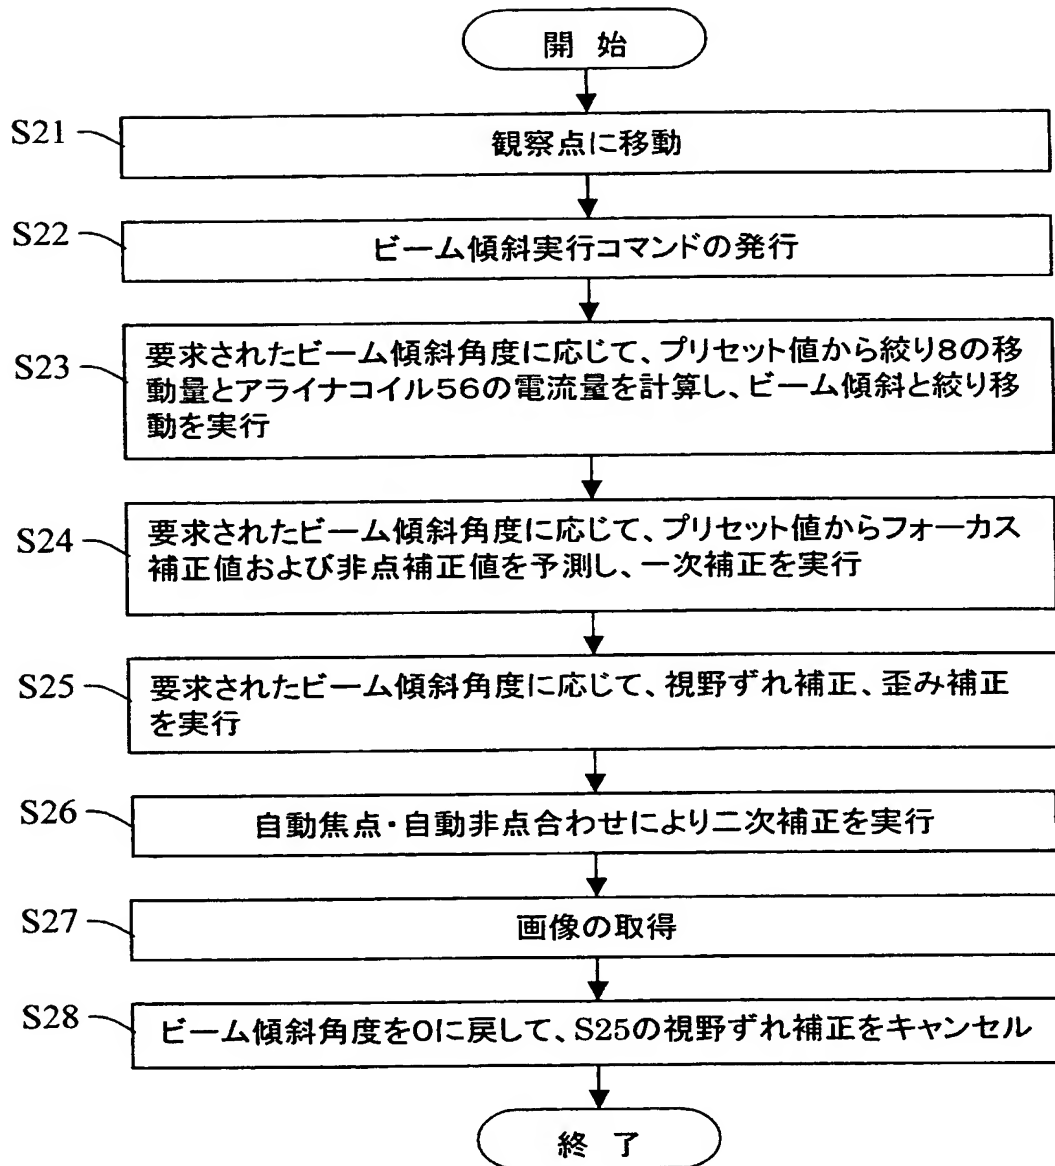 開 始
S21
観察点に移動
S22
ビーム傾斜実行コマンドの発行
S23
要求されたビーム傾斜角度に応じて、プリセット値から絞り8の移
動量とアライナコイル56の電流量を計算し、ビーム傾斜と絞り移
動を実行
S24
要求されたビーム傾斜角度に応じて、プリセット値からフォーカス
補正値および非点補正値を予測し、一次補正を実行
S25
要求されたビーム傾斜角度に応じて、視野ずれ補正、歪み補正
を実行
S26
自動焦点・自動非点合わせにより二次補正を実行
S27
画像の取得
S28
ビーム傾斜角度を0に戻して、S25の視野ずれ補正をキャンセル
終 了